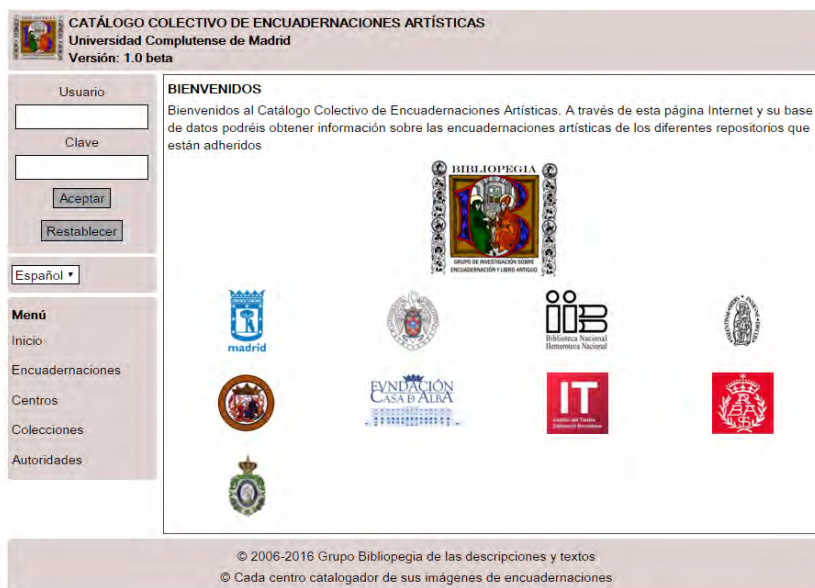 CATÁLOGO COLECTIVO DE ENCUADERNACIONES ARTÍSTICAS
Universidad Complutense de Madrid
Versión: 1.0 beta
Usuario
Clave
Aceptar
Restablecer
Español
Menú
Inicio
Encuadernaciones
Centros
Colecciones
Autoridades
BIENVENIDOS
Bienvenidos al Catálogo Colectivo de Encuadernaciones Artísticas. A través de esta página Internet y su base
de datos podréis obtener información sobre las encuadernaciones artísticas de los diferentes repositorios que
están adheridos
BIBLIOPEGIA
GRUPO DE INVESTIGACIÓN SOBRE
ENCUADERNACIÓN Y LIBRO ANTIGUO
madrid
iiB
Biblioteca Nacional
Hemeroteca Nacional
FVNDACIÓN
CASA D ALBA
IT
© 2006-2016 Grupo Bibliopegia de las descripciones y textos
© Cada centro catalogador de sus imágenes de encuadernaciones